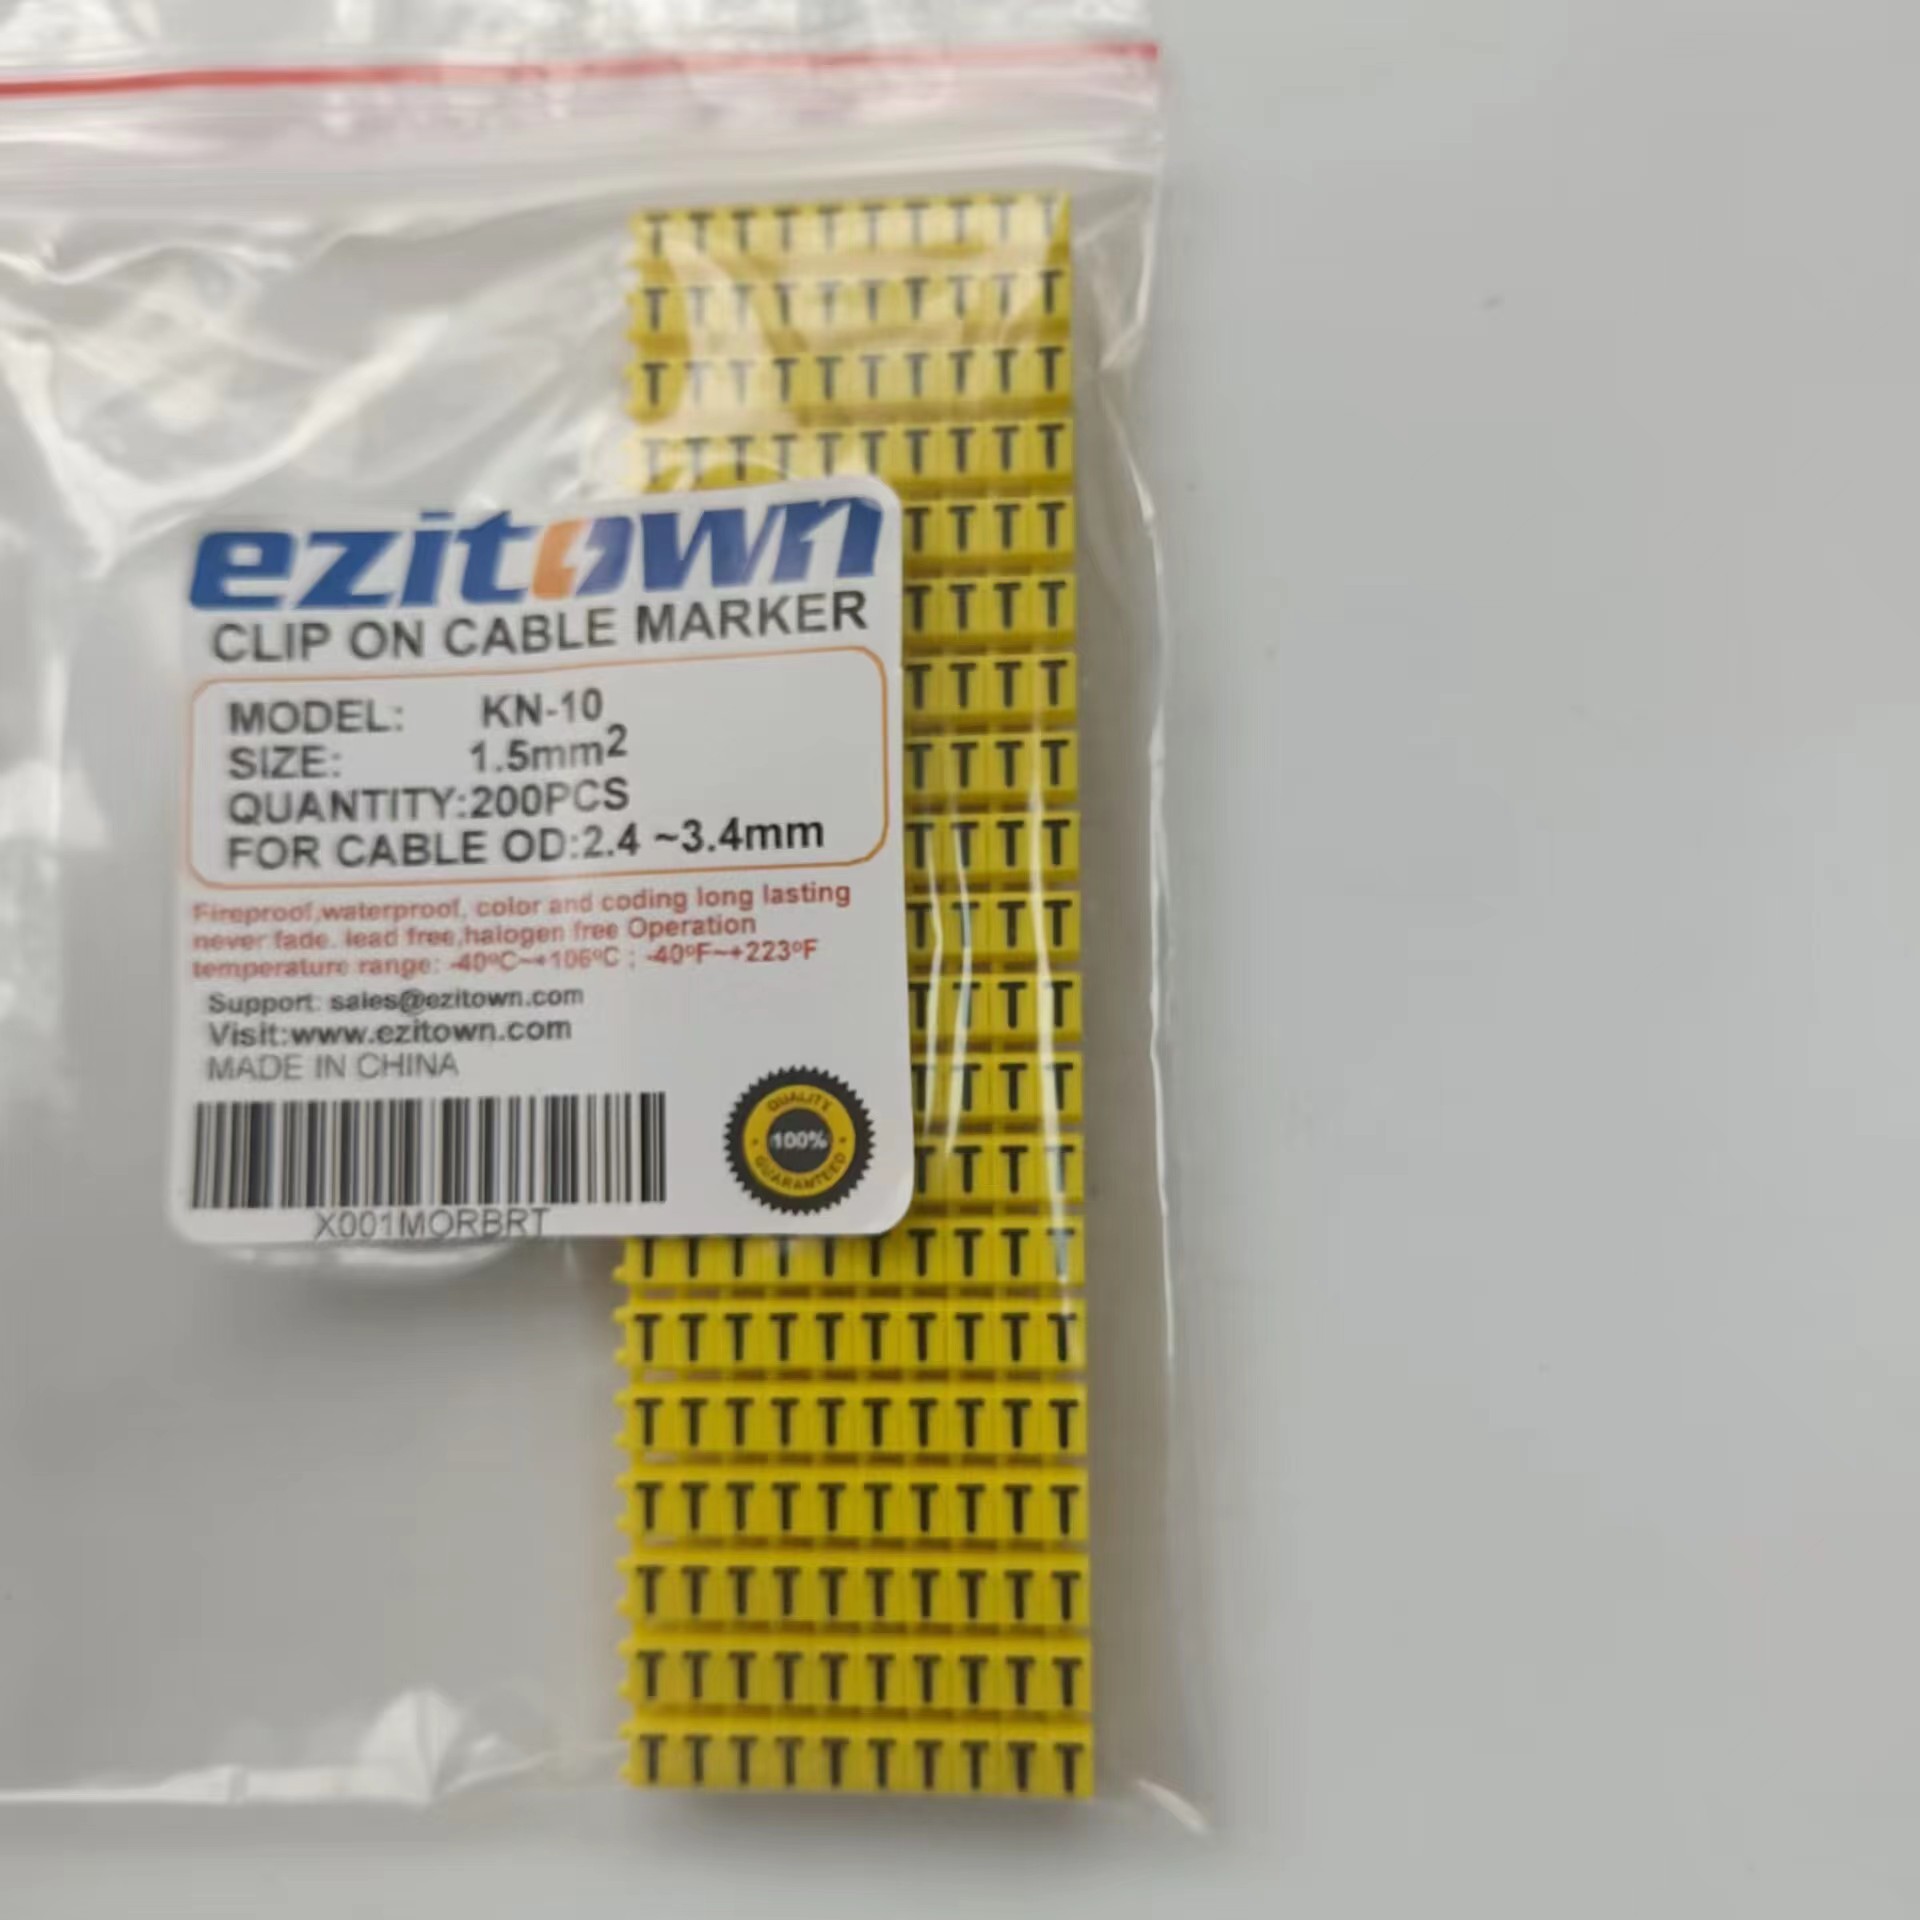 ezitown
CLIP ON CABLE MARKER
MODEL: KN-10
SIZE: 1.5mm²
QUANTITY:200PCS
FOR CABLE OD:2.4 ~3.4mm
Fireproof,waterproof, color and coding long lasting
never fade. lead free,halogen free Operation
temperature range: -40ºC~+106ºC ; -40ºF~+223ºF
Support: sales@ezitown.com
Visit:www.ezitown.com
MADE IN CHINA
X001MORBRT
QUALITY
100%
GUARANTEED
T T T T T T T T T T
T T T T T T T T T T
T T T T T T T T T T
T T T T T T T T T T
T T T T
T T T T
T T T T
T T T T
T T T T
T T T T
T T T T
T T T T
T T T T
T T T T T T T T T T
T T T T T T T T T T
T T T T T T T T T T
T T T T T T T T T T
T T T T T T T T T T
T T T T T T T T T T
T T T T T T T T T T